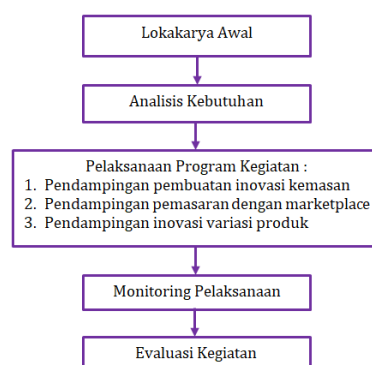 Lokakarya Awal
Analisis Kebutuhan
Pelaksanaan Program Kegiatan :
1. Pendampingan pembuatan inovasi kemasan
2. Pendampingan pemasaran dengan marketplace
3. Pendampingan inovasi variasi produk
Monitoring Pelaksanaan
Evaluasi Kegiatan